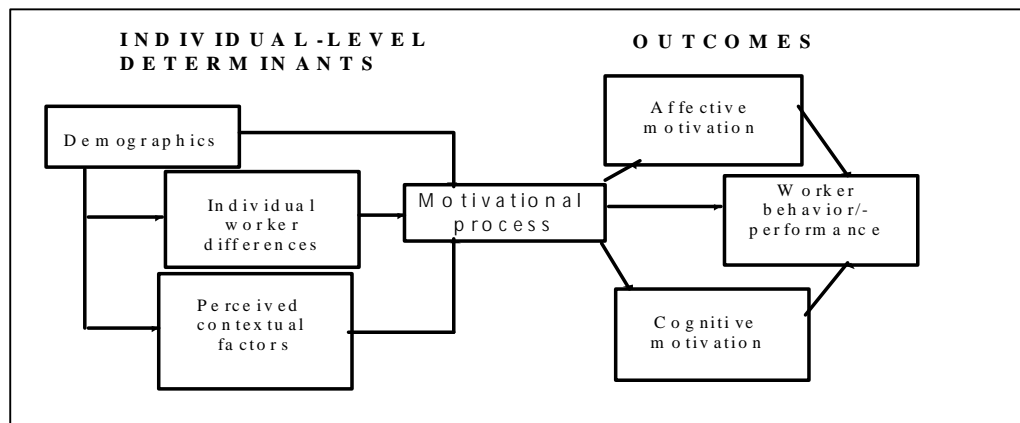 INDIVIDUAL-LEVEL
DETERMINANTS
OUTCOMES
Demographics
Individual
worker
differences
Perceived
contextual
factors
Motivational
process
Affective
motivation
Worker
behavior/-
performance
Cognitive
motivation